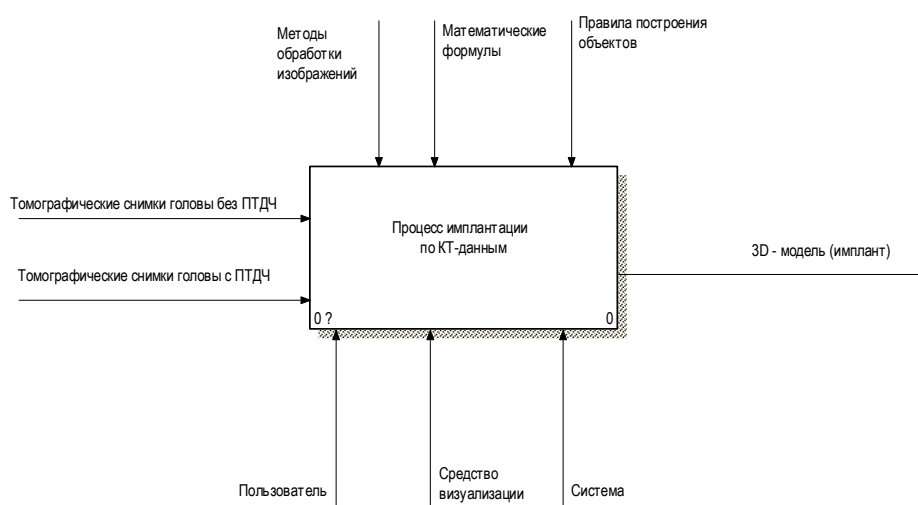 Методы
обработки
изображений
Математические
формулы
Правила построения
объектов
Томографические снимки головы без ПТДЧ
Томографические снимки головы с ПТДЧ
Процесс имплантации
по КТ-данным
0 ?
0
3D - модель (имплант)
Пользователь
Средство
визуализации
Система